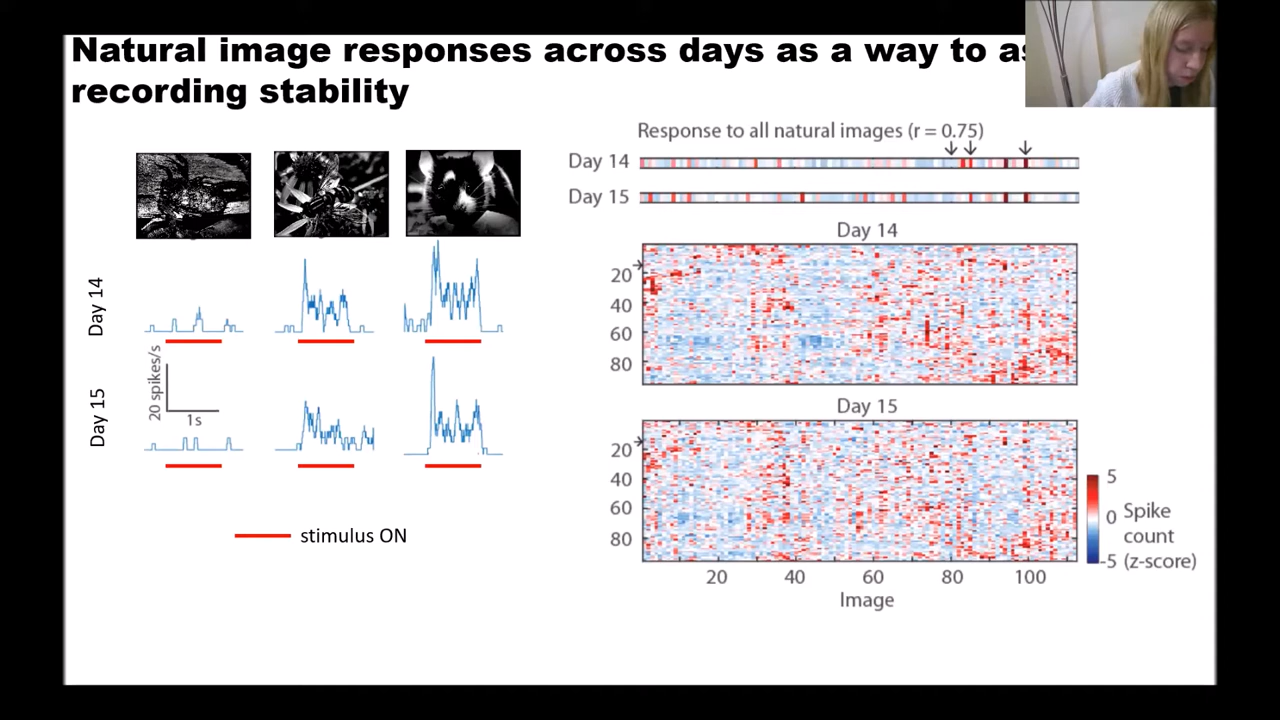 Natural image responses across days as a way to
recording stability
Response to all natural images (r = 0.75)
Day 14
Day 15
Day 14
20
40
60
80
Day 15
20
40
60
80
20 40 60 80 100
Image
5
0
-5
Spike
count
(z-score)
Day 14
Day 15
20 spikes/s
1s
stimulus ON